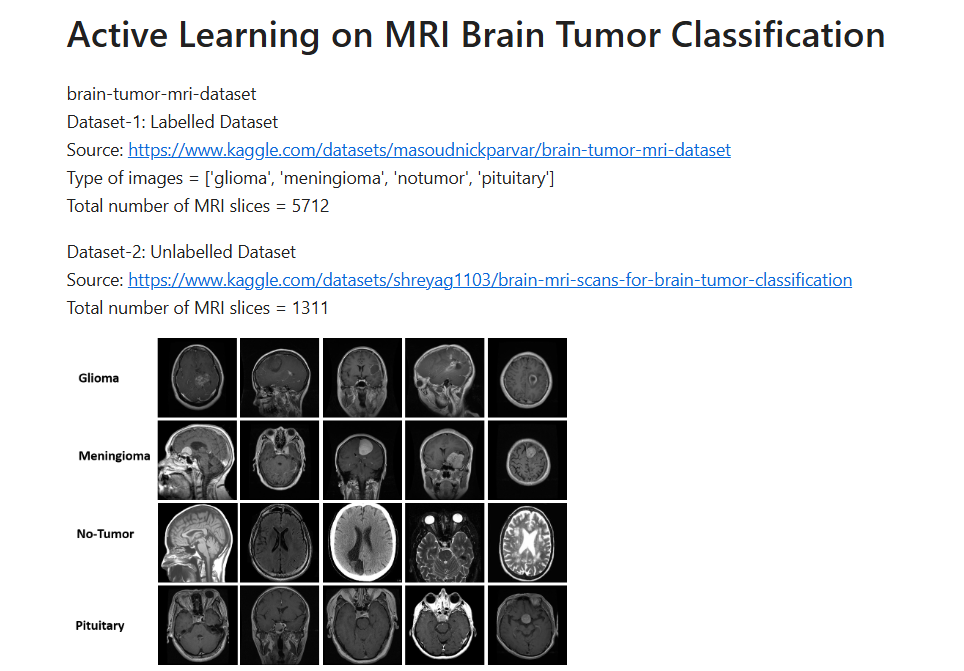 Active Learning on MRI Brain Tumor Classification
brain-tumor-mri-dataset
Dataset-1: Labelled Dataset
Source: https://www.kaggle.com/datasets/masoudnickparvar/brain-tumor-mri-dataset
Type of images = ['glioma', 'meningioma', 'notumor', 'pituitary']
Total number of MRI slices = 5712
Dataset-2: Unlabelled Dataset
Source: https://www.kaggle.com/datasets/shreyag1103/brain-mri-scans-for-brain-tumor-classification
Total number of MRI slices = 1311
Glioma
Meningioma
No-Tumor
Pituitary